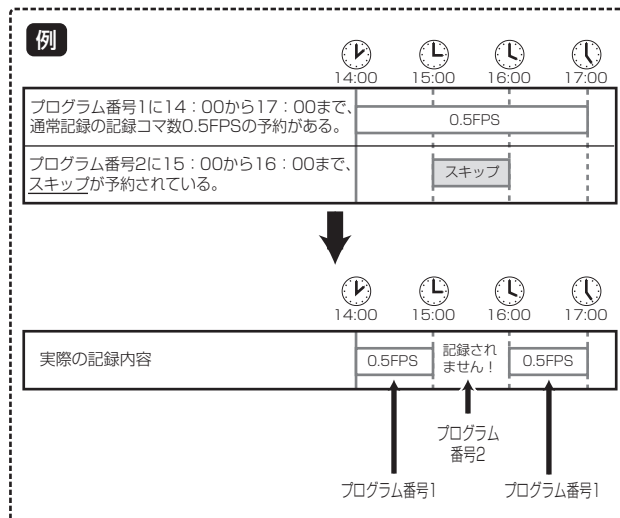 例
14:00 15:00 16:00 17:00
プログラム番号1に14：00から17：00まで、
通常記録の記録コマ数0.5FPSの予約がある。
0.5FPS
プログラム番号2に15：00から16：00まで、
スキップが予約されている。
スキップ
14:00 15:00 16:00 17:00
実際の記録内容
0.5FPS
記録され
ません！
0.5FPS
プログラム
番号2
プログラム番号1
プログラム番号1